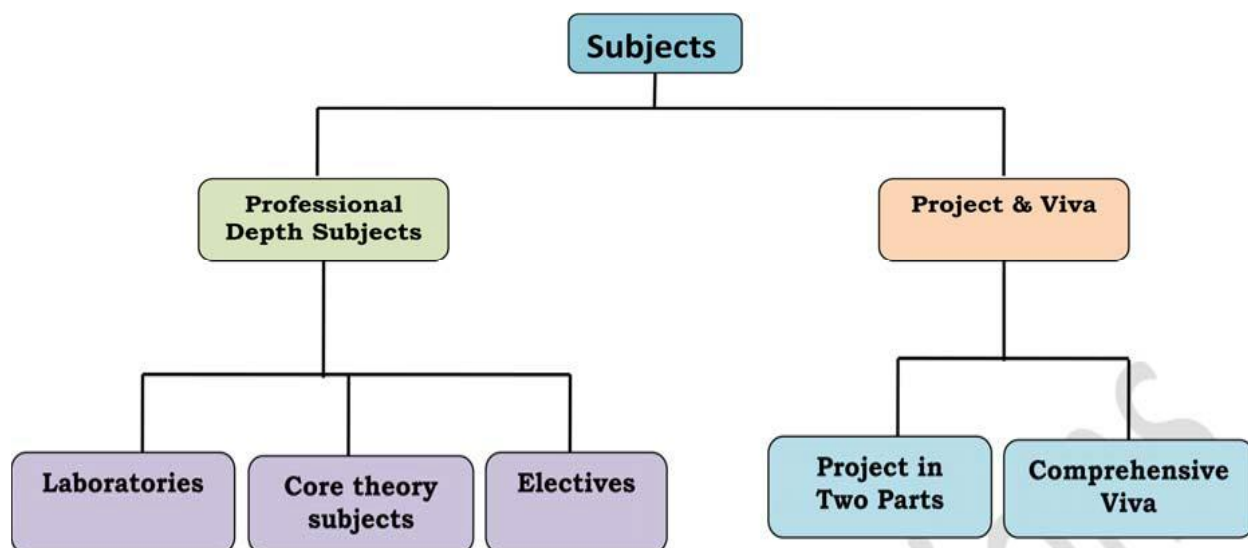 Subjects
Professional
Depth Subjects
Project & Viva
Laboratories
Core theory
subjects
Electives
Project in
Two Parts
Comprehensive
Viva